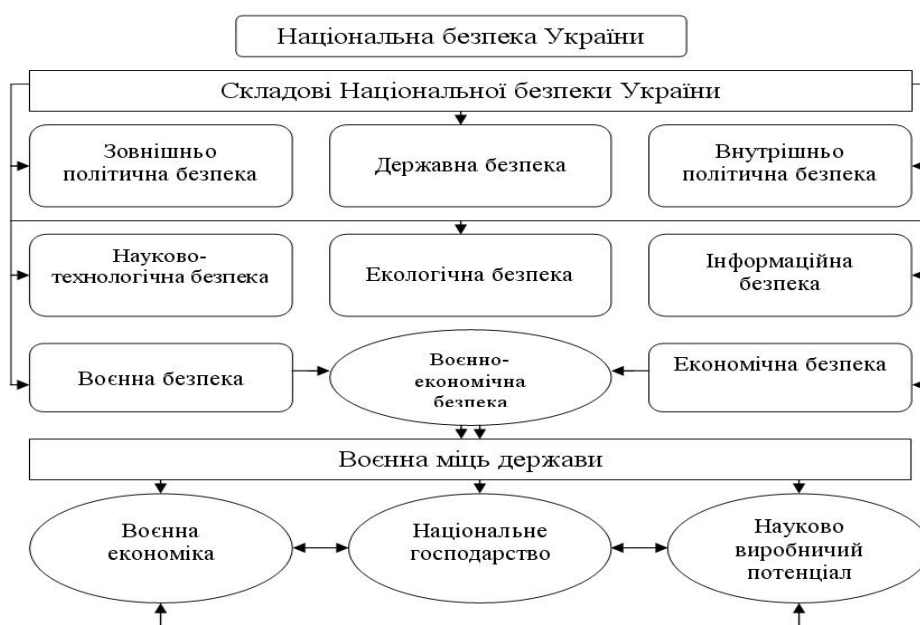 Національна безпека України
Складові Національної безпеки України
Зовнішньо
політична безпека
Державна безпека
Внутрішньо
політична безпека
Науково-
технологічна безпека
Екологічна безпека
Інформаційна
безпека
Воєнна безпека
Воєнно-
економічна
безпека
Економічна безпека
Воєнна міць держави
Воєнна
економіка
Національне
господарство
Науково
виробничий
потенціал